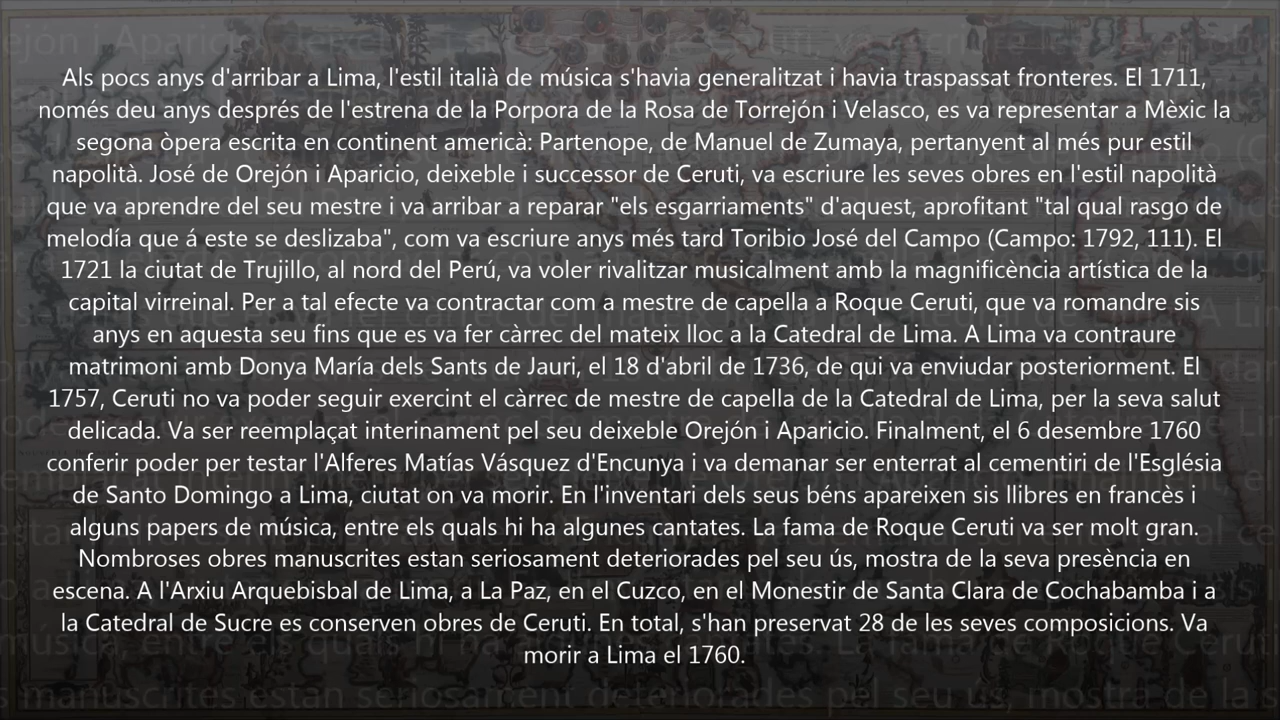 Als pocs anys d'arribar a Lima, l'estil italià de música s'havia generalitzat i havia traspassat fronteres. El 1711,
només deu anys després de l'estrena de la Porpora de la Rosa de Torrejón i Velasco, es va representar a Mèxic la
segona òpera escrita en continent americà: Partenope, de Manuel de Zumaya, pertanyent al més pur estil
napolità. José de Orejón i Aparicio, deixeble i successor de Ceruti, va escriure les seves obres en l'estil napolità
que va aprendre del seu mestre i va arribar a reparar "els esgarriaments" d'aquest, aprofitant "tal qual rasgo de
melodía que á este se deslizaba", com va escriure anys més tard Toribio José del Campo (Campo: 1792, 111). El
1721 la ciutat de Trujillo, al nord del Perú, va voler rivalitzar musicalment amb la magnificència artística de la
capital virreinal. Per a tal efecte va contractar com a mestre de capella a Roque Ceruti, que va romandre sis
anys en aquesta seu fins que es va fer càrrec del mateix lloc a la Catedral de Lima. A Lima va contraure
matrimoni amb Donya María dels Sants de Jauri, el 18 d'abril de 1736, de qui va enviudar posteriorment. El
1757, Ceruti no va poder seguir exercint el càrrec de mestre de capella de la Catedral de Lima, per la seva salut
delicada. Va ser reemplaçat interinament pel seu deixeble Orejón i Aparicio. Finalment, el 6 desembre 1760
conferir poder per testar l'Alferes Matías Vásquez d'Encunya i va demanar ser enterrat al cementiri de l'Església
de Santo Domingo a Lima, ciutat on va morir. En l'inventari dels seus béns apareixen sis llibres en francès i
alguns papers de música, entre els quals hi ha algunes cantates. La fama de Roque Ceruti va ser molt gran.
Nombroses obres manuscrites estan seriosament deteriorades pel seu ús, mostra de la seva presència en
escena. A l'Arxiu Arquebisbal de Lima, a La Paz, en el Cuzco, en el Monestir de Santa Clara de Cochabamba i a
la Catedral de Sucre es conserven obres de Ceruti. En total, s'han preservat 28 de les seves composicions. Va
morir a Lima el 1760.